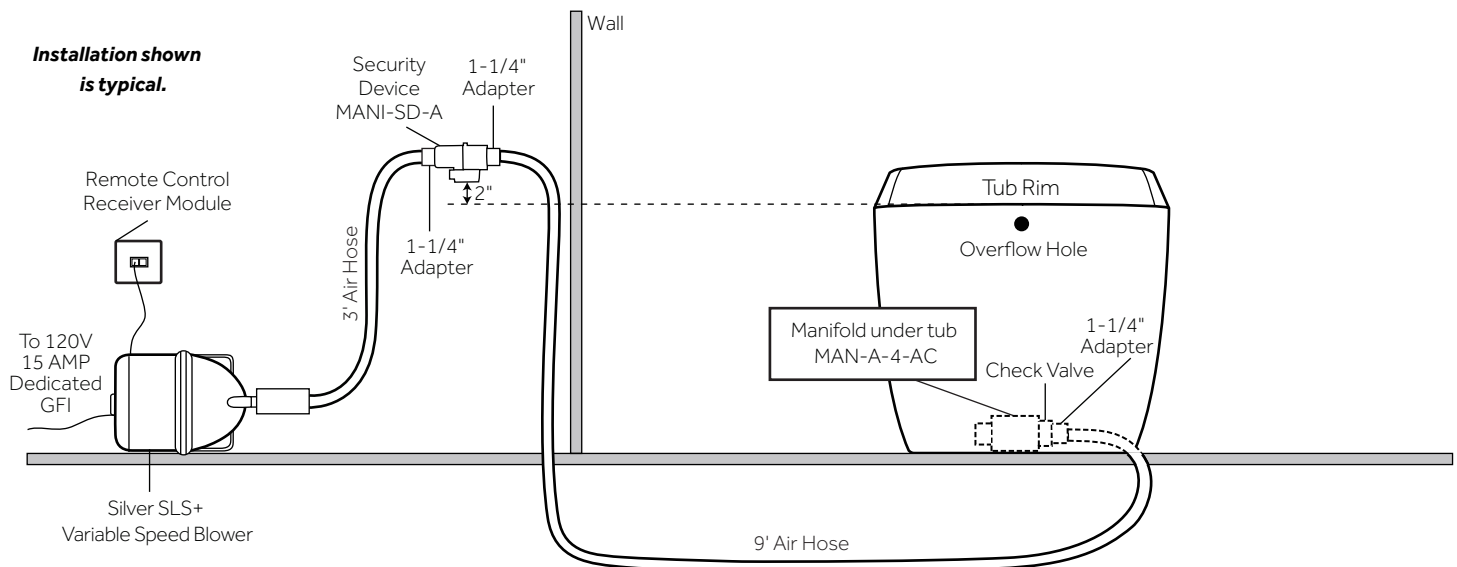 Installation shown
is typical.
Wall
Security
Device
MANI-SD-A
1-1/4"
Adapter
2"
1-1/4"
Adapter
Remote Control
Receiver Module
3' Air Hose
To 120V
15 AMP
Dedicated
GFI
Silver SLS+
Variable Speed Blower
Tub Rim
Overflow Hole
Manifold under tub
MAN-A-4-AC
Check Valve
1-1/4"
Adapter
9' Air Hose